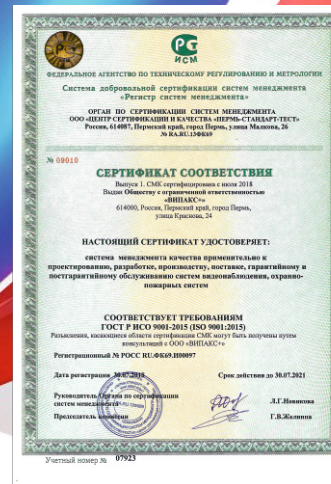 РС
ИСМ
ФЕДЕРАЛЬНОЕ АГЕНТСТВО ПО ТЕХНИЧЕСКОМУ РЕГУЛИРОВАНИЮ И МЕТРОЛОГИИ
Система добровольной сертификации систем менеджмента
«Регистр систем менеджмента»
ОРГАН ПО СЕРТИФИКАЦИИ СИСТЕМ МЕНЕДЖМЕНТА
ООО «ЦЕНТР СЕРТИФИКАЦИИ И КАЧЕСТВА «ПЕРМЬ-СТАНДАРТ-ТЕСТ»
Россия, 614087, Пермский край, город Пермь, улица Малкова, 26
№ RA.RU.13ФК69
№ 09010
СЕРТИФИКАТ СООТВЕТСТВИЯ
Выпуск 1. СМК сертифицирована с июля 2018
Выдан Обществу с ограниченной ответственностью
«ВИПАКС+»
614000, Россия, Пермский край, город Пермь,
улица Краснова, 24
НАСТОЯЩИЙ СЕРТИФИКАТ УДОСТОВЕРЯЕТ:
система менеджмента качества применительно к
проектированию, разработке, производству, поставке, гарантийному и
постгарантийному обслуживанию систем видеонаблюдения, охранно-
пожарных систем
СООТВЕТСТВУЕТ ТРЕБОВАНИЯМ
ГОСТ Р ИСО 9001-2015 (ISO 9001:2015)
Разъяснения, касающиеся области сертификации СМК могут быть получены путем
консультаций с ООО «ВИПАКС+»
Регистрационный № РОСС RU.ФК69.И00097
Дата регистрации 30.07.2018 Срок действия до 30.07.2021
Руководитель Органа по сертификации
систем менеджмента Л.Г.Новикова
Председатель комиссии Г.В.Жилина
Учетный номер № 07923